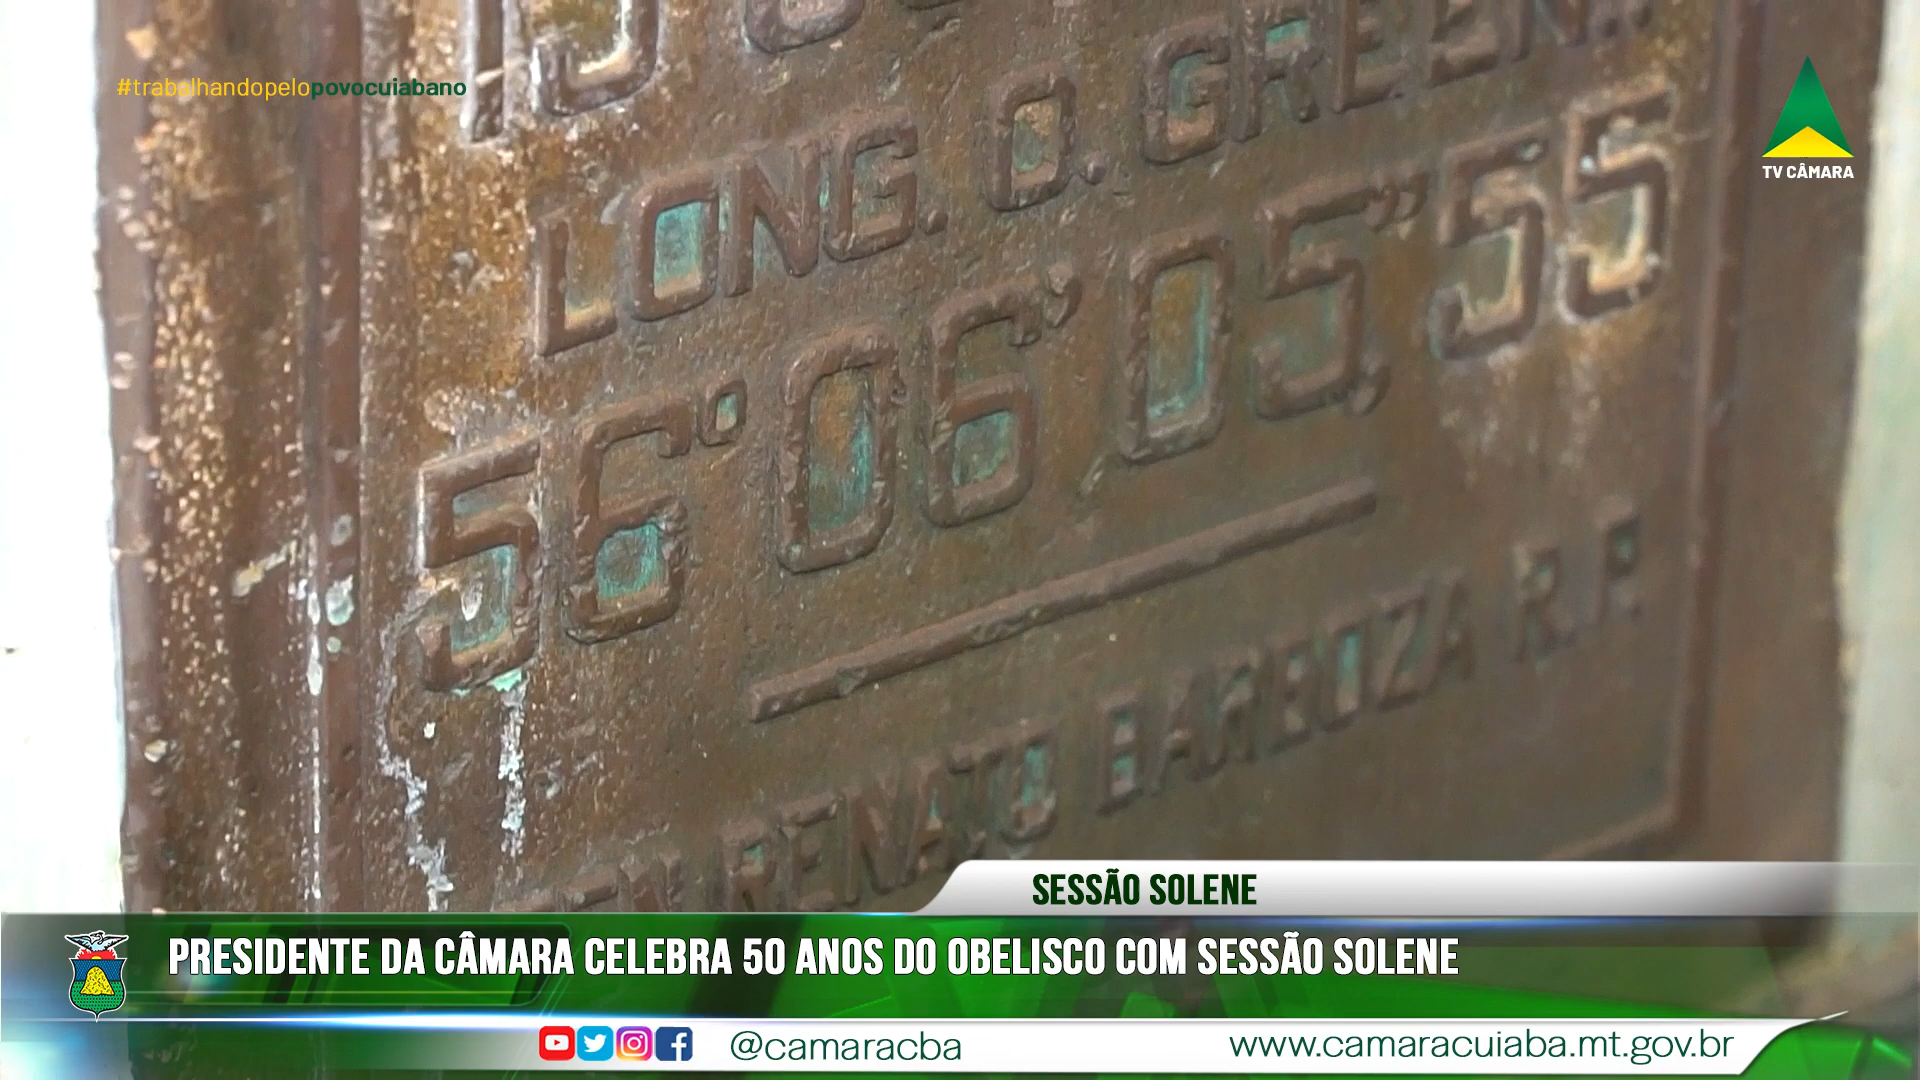 #trabalhandopelopovocuiabano
TV CÂMARA
LONG. O. GREEN..
56° 06' 05," 55
RENATO BARBOZA R.P.
SESSÃO SOLENE
PRESIDENTE DA CÂMARA CELEBRA 50 ANOS DO OBELISCO COM SESSÃO SOLENE
@camaracba
www.camaracuiaba.mt.gov.br